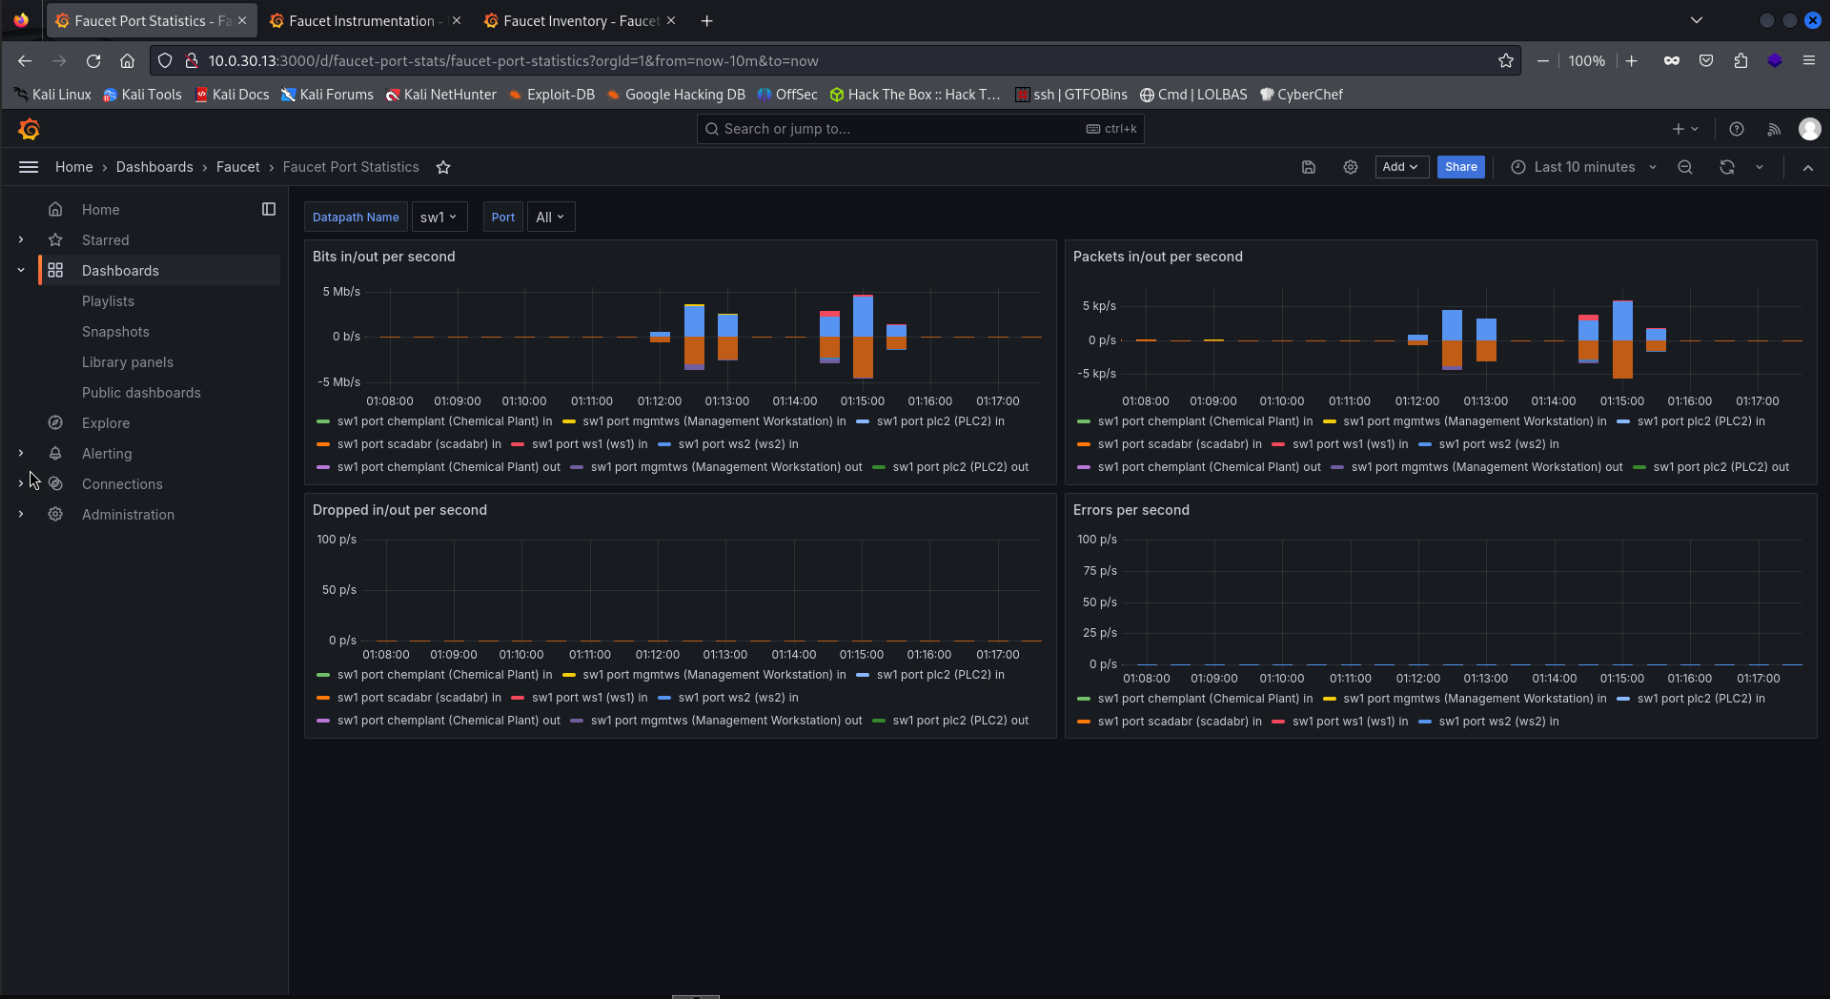 Faucet Port Statistics - Fa
Faucet Instrumentation -
Faucet Inventory - Faucet
10.0.30.13:3000/d/faucet-port-stats/faucet-port-statistics?orgId=1&from=now-10m&to=now
100%
Kali Linux Kali Tools Kali Docs Kali Forums Kali NetHunter Exploit-DB Google Hacking DB OffSec Hack The Box :: Hack T... ssh | GTFOBins Cmd | LOLBAS CyberChef
Search or jump to... ctrl+k
Home › Dashboards › Faucet › Faucet Port Statistics
Add Share Last 10 minutes
Home
Starred
Dashboards
Playlists
Snapshots
Library panels
Public dashboards
Explore
Alerting
Connections
Administration
Datapath Name sw1 Port All
Bits in/out per second
5 Mb/s
0 b/s
-5 Mb/s
01:08:00 01:09:00 01:10:00 01:11:00 01:12:00 01:13:00 01:14:00 01:15:00 01:16:00 01:17:00
sw1 port chemplant (Chemical Plant) in sw1 port mgmtws (Management Workstation) in sw1 port plc2 (PLC2) in
sw1 port scadabr (scadabr) in sw1 port ws1 (ws1) in sw1 port ws2 (ws2) in
sw1 port chemplant (Chemical Plant) out sw1 port mgmtws (Management Workstation) out sw1 port plc2 (PLC2) out
Packets in/out per second
5 kp/s
0 p/s
-5 kp/s
01:08:00 01:09:00 01:10:00 01:11:00 01:12:00 01:13:00 01:14:00 01:15:00 01:16:00 01:17:00
sw1 port chemplant (Chemical Plant) in sw1 port mgmtws (Management Workstation) in sw1 port plc2 (PLC2) in
sw1 port scadabr (scadabr) in sw1 port ws1 (ws1) in sw1 port ws2 (ws2) in
sw1 port chemplant (Chemical Plant) out sw1 port mgmtws (Management Workstation) out sw1 port plc2 (PLC2) out
Dropped in/out per second
100 p/s
50 p/s
0 p/s
01:08:00 01:09:00 01:10:00 01:11:00 01:12:00 01:13:00 01:14:00 01:15:00 01:16:00 01:17:00
sw1 port chemplant (Chemical Plant) in sw1 port mgmtws (Management Workstation) in sw1 port plc2 (PLC2) in
sw1 port scadabr (scadabr) in sw1 port ws1 (ws1) in sw1 port ws2 (ws2) in
sw1 port chemplant (Chemical Plant) out sw1 port mgmtws (Management Workstation) out sw1 port plc2 (PLC2) out
Errors per second
100 p/s
75 p/s
50 p/s
25 p/s
0 p/s
01:08:00 01:09:00 01:10:00 01:11:00 01:12:00 01:13:00 01:14:00 01:15:00 01:16:00 01:17:00
sw1 port chemplant (Chemical Plant) in sw1 port mgmtws (Management Workstation) in sw1 port plc2 (PLC2) in
sw1 port scadabr (scadabr) in sw1 port ws1 (ws1) in sw1 port ws2 (ws2) in